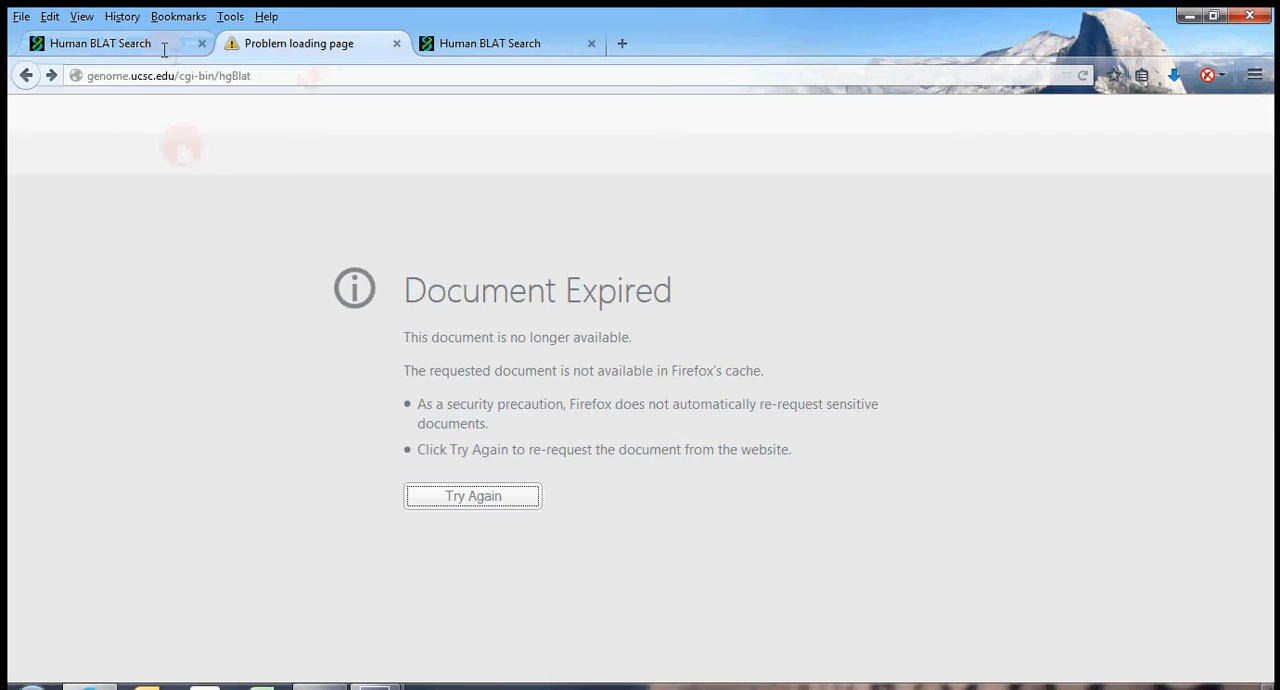 File Edit View History Bookmarks Tools Help
Human BLAT Search Problem loading page Human BLAT Search
genome.ucsc.edu/cgi-bin/hgBlat
Document Expired
This document is no longer available.
The requested document is not available in Firefox's cache.
As a security precaution, Firefox does not automatically re-request sensitive
documents.
Click Try Again to re-request the document from the website.
Try Again